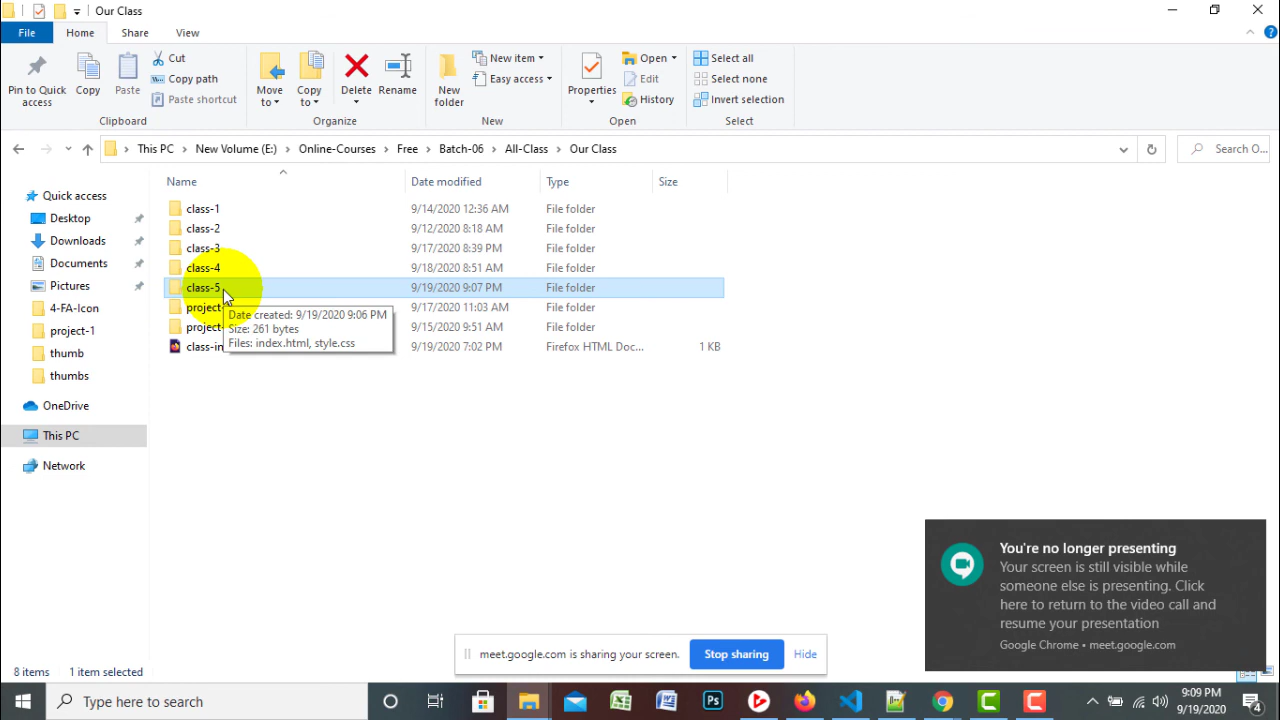 Our Class
File Home Share View
Pin to Quick access
Copy
Paste
Cut
Copy path
Paste shortcut
Clipboard
Move to
Copy to
Delete
Rename
Organize
New folder
New item
Easy access
New
Properties
Open
Edit
History
Open
Select all
Select none
Invert selection
Select
This PC > New Volume (E:) > Online-Courses > Free > Batch-06 > All-Class > Our Class
Search O...
Name Date modified Type Size
Quick access
Desktop
Downloads
Documents
Pictures
4-FA-Icon
project-1
thumb
thumbs
OneDrive
This PC
Network
class-1 9/14/2020 12:36 AM File folder
class-2 9/12/2020 8:18 AM File folder
class-3 9/17/2020 8:39 PM File folder
class-4 9/18/2020 8:51 AM File folder
class-5 9/19/2020 9:07 PM File folder
project- 9/17/2020 11:03 AM File folder
project- 9/15/2020 9:51 AM File folder
class-in 9/19/2020 7:02 PM Firefox HTML Doc... 1 KB
Date created: 9/19/2020 9:06 PM
Size: 261 bytes
Files: index.html, style.css
You're no longer presenting
Your screen is still visible while
someone else is presenting. Click
here to return to the video call and
resume your presentation
Google Chrome • meet.google.com
meet.google.com is sharing your screen. Stop sharing Hide
8 items 1 item selected
Type here to search
Ps
9:09 PM
9/19/2020
4